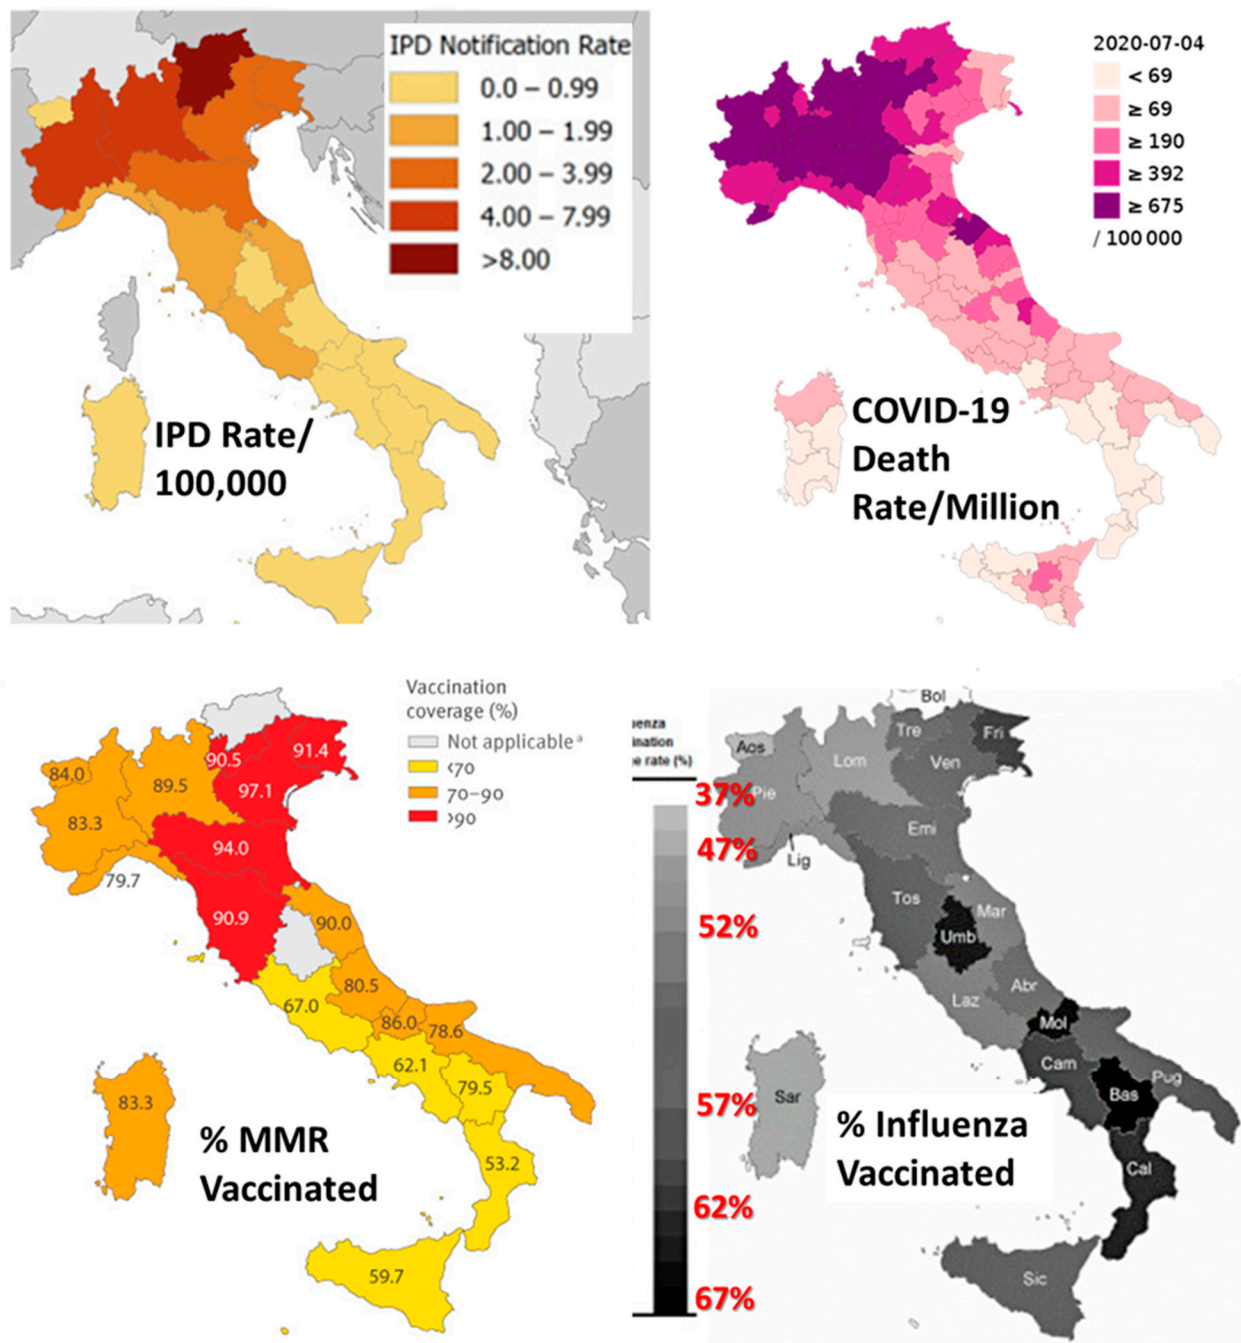 IPD Notification Rate
0.0 – 0.99
1.00 – 1.99
2.00 – 3.99
4.00 – 7.99
>8.00
IPD Rate/
100,000
2020-07-04
< 69
≥ 69
≥ 190
≥ 392
≥ 675
/ 100 000
COVID-19
Death
Rate/Million
Vaccination
coverage (%)
Not applicable ª
<70
70–90
>90
84.0
83.3
89.5
90.5
97.1
91.4
79.7
94.0
90.9
90.0
67.0
80.5
86.0
78.6
62.1
79.5
53.2
83.3
59.7
% MMR
Vaccinated
uenza
ination
e rate (%)
37%
47%
52%
57%
62%
67%
Bol
Aos
Tre
Fri
Lom
Ven
Pie
Emi
Lig
Tos
Mar
Umb
Laz
Abr
Mol
Cam
Pug
Bas
Sar
Cal
Sic
% Influenza
Vaccinated